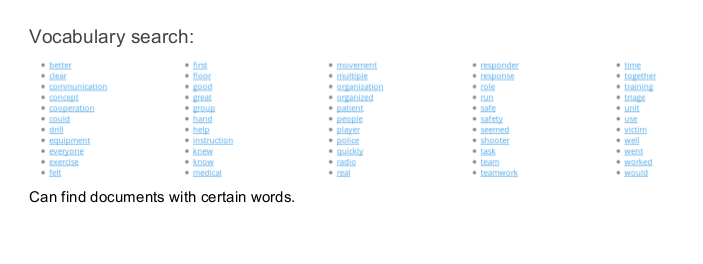 Vocabulary search:
better
clear
communication
concept
cooperation
could
drill
equipment
everyone
exercise
felt
first
floor
good
great
group
hand
help
instruction
knew
know
medical
movement
multiple
organization
organized
patient
people
player
police
quickly
radio
real
responder
response
role
run
safe
safety
seemed
shooter
task
team
teamwork
time
together
training
triage
unit
use
victim
well
went
worked
would
Can find documents with certain words.